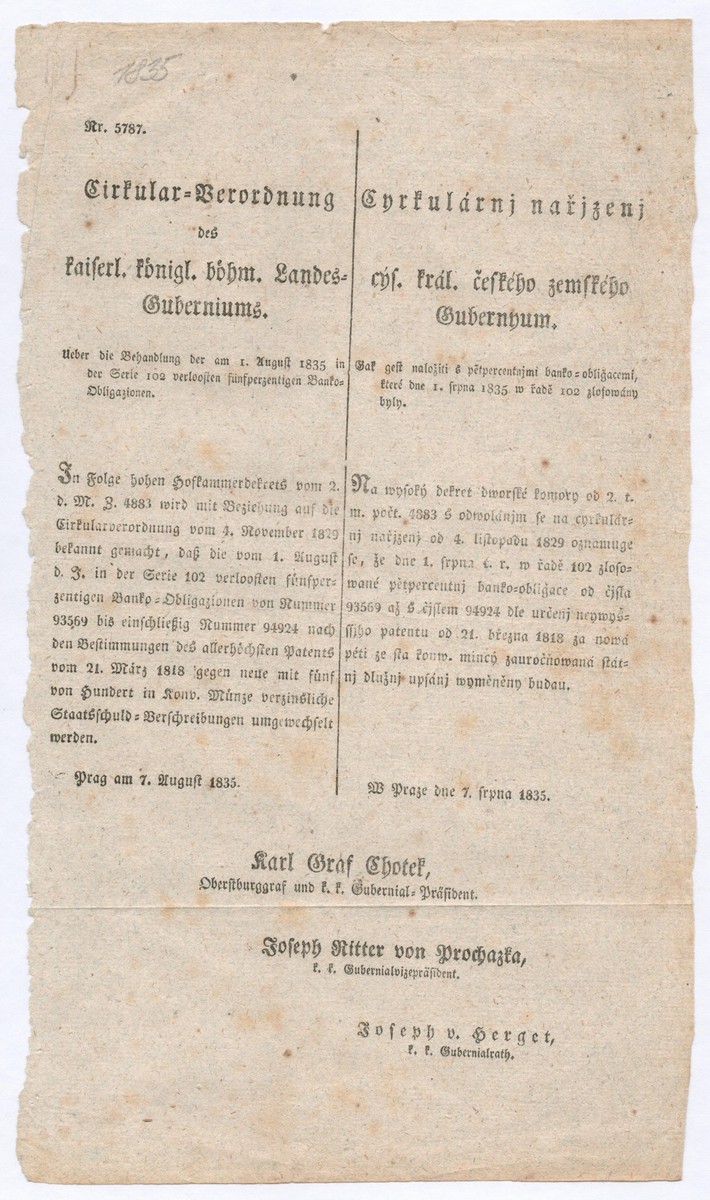 1835
Nr. 5787.
Cirkular-Verordnung
des
kaiserl. königl. böhm. Landes-
Guberniums.
Ueber die Behandlung der am 1. August 1835 in
der Serie 102 verloosten fünfperzentigen Banko-
Obligazionen.
In Folge hohen Hofkammerdekrets vom 2.
d. M. Z. 4883 wird mit Beziehung auf die
Cirkularverordnung vom 4. November 1829
bekannt gemacht, daß die vom 1. August
d. J. in der Serie 102 verloosten fünfper-
zentigen Banko-Obligazionen von Nummer
93569 bis einschließig Nummer 94924 nach
den Bestimmungen des allerhöchsten Patents
vom 21. März 1818 gegen neue mit fünf
von Hundert in Konv. Münze verzinsliche
Staatsschuld-Verschreibungen umgewechselt
werden.
Prag am 7. August 1835.
Cyrkulárnj nařjzenj
cýs. král. českého zemského
Gubernyum.
Gak gest naložiti s pětpercentnjmi banko-obligacemi,
které dne 1. srpna 1835 w řadě 102 zlosowány
byly.
Na wysoký dekret dworské komory od 2. t.
m. počt. 4883 s odwolánjm se na cyrkulár-
nj nařjzenj od 4. listopadu 1829 oznamuge
se, že dne 1. srpna t. r. w řadě 102 zloso-
wané pětpercentnj banko-obligace od čjsla
93569 až s čjslem 94924 dle určenj neywyš-
ssjho patentu od 21. března 1818 za nowá
pěti ze sta konw. mincý zauročňowaná stát-
nj dlužnj upsánj wyměněny budau.
W Praze dne 7. srpna 1835.
Karl Graf Chotek,
Oberstburggraf und k. k. Gubernial-Präsident.
Joseph Ritter von Prochazka,
k. k. Gubernialvizepräsident.
Joseph v. Herget,
k. k. Gubernialrath.